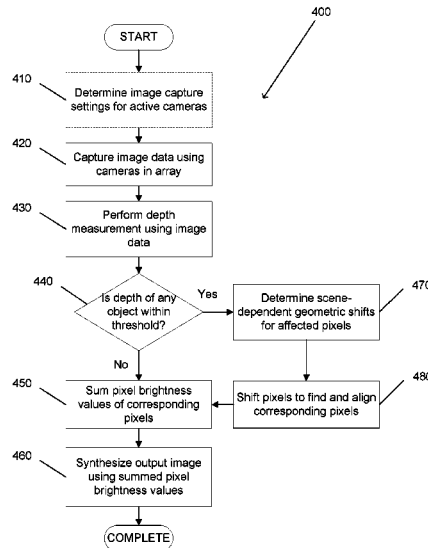 START
400
410
Determine image capture
settings for active cameras
420
Capture image data using
cameras in array
430
Perform depth
measurement using image
data
440
Is depth of any
object within
threshold?
Yes
No
470
Determine scene-
dependent geometric shifts
for affected pixels
480
Shift pixels to find and align
corresponding pixels
450
Sum pixel brightness
values of corresponding
pixels
460
Synthesize output image
using summed pixel
brightness values
COMPLETE